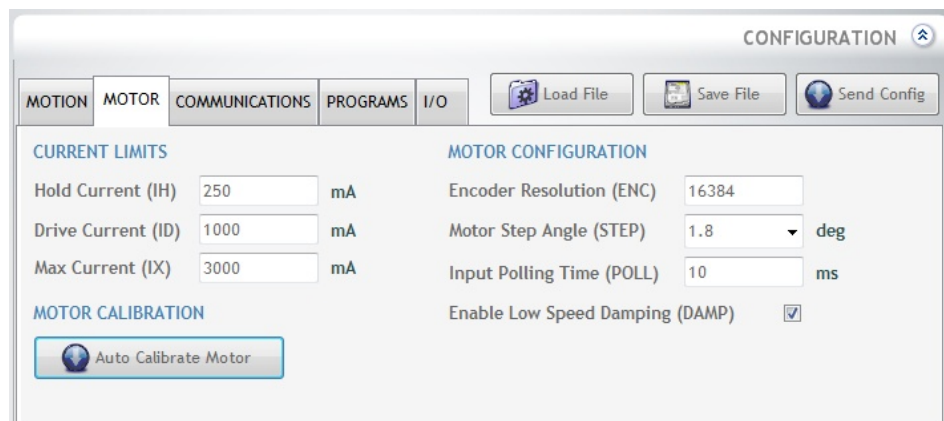 CONFIGURATION
MOTION MOTOR COMMUNICATIONS PROGRAMS I/O Load File Save File Send Config
CURRENT LIMITS
Hold Current (IH) 250 mA
Drive Current (ID) 1000 mA
Max Current (IX) 3000 mA
MOTOR CALIBRATION
Auto Calibrate Motor
MOTOR CONFIGURATION
Encoder Resolution (ENC) 16384
Motor Step Angle (STEP) 1.8 deg
Input Polling Time (POLL) 10 ms
Enable Low Speed Damping (DAMP)